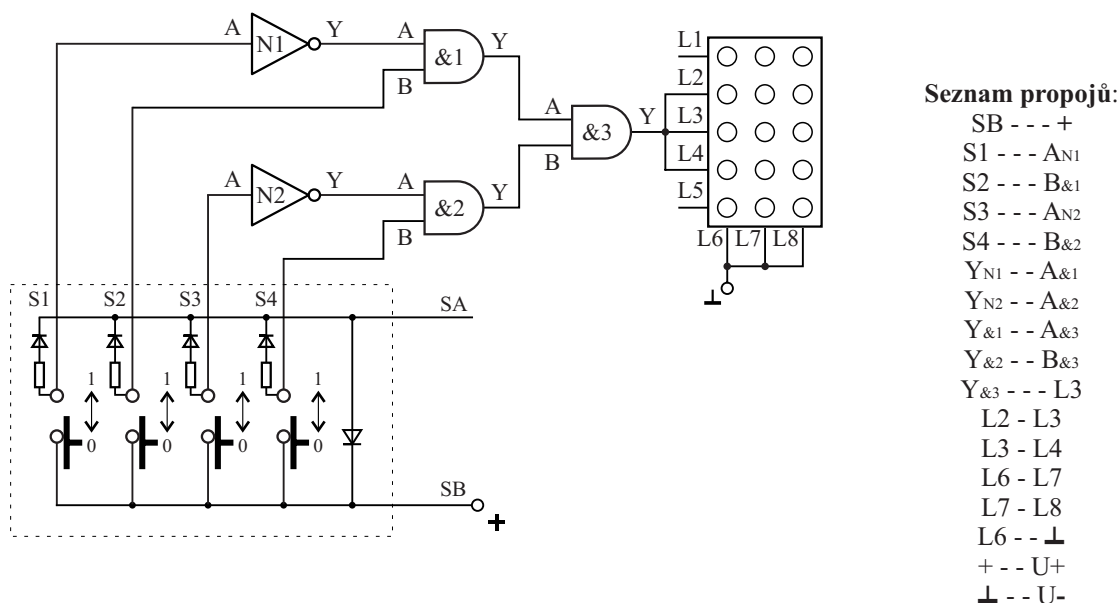 A N1 Y A &1 Y
B
L1
L2
L3
L4
L5
A &3 Y
B
A N2 Y A &2 Y
B
L6 L7 L8
⊥
S1 S2 S3 S4 SA
1 1 1 1
0 0 0 0
SB
+
Seznam propojů:
SB - - - +
S1 - - - AN1
S2 - - - B&1
S3 - - - AN2
S4 - - - B&2
YN1 - - A&1
YN2 - - A&2
Y&1 - - A&3
Y&2 - - B&3
Y&3 - - - L3
L2 - L3
L3 - L4
L6 - L7
L7 - L8
L6 - - ⊥
+ - - U+
⊥ - - U-